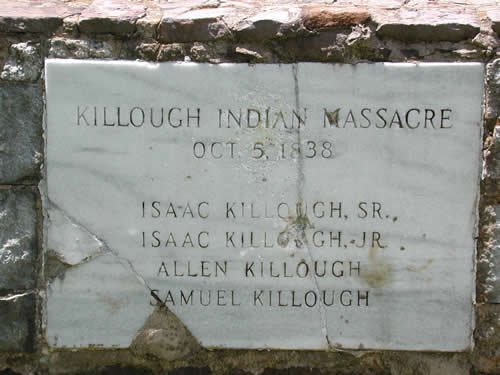 KILLOUGH INDIAN MASSACRE
OCT. 5, 1838
ISAAC KILLOUGH, SR.
ISAAC KILLOUGH, JR.
ALLEN KILLOUGH
SAMUEL KILLOUGH